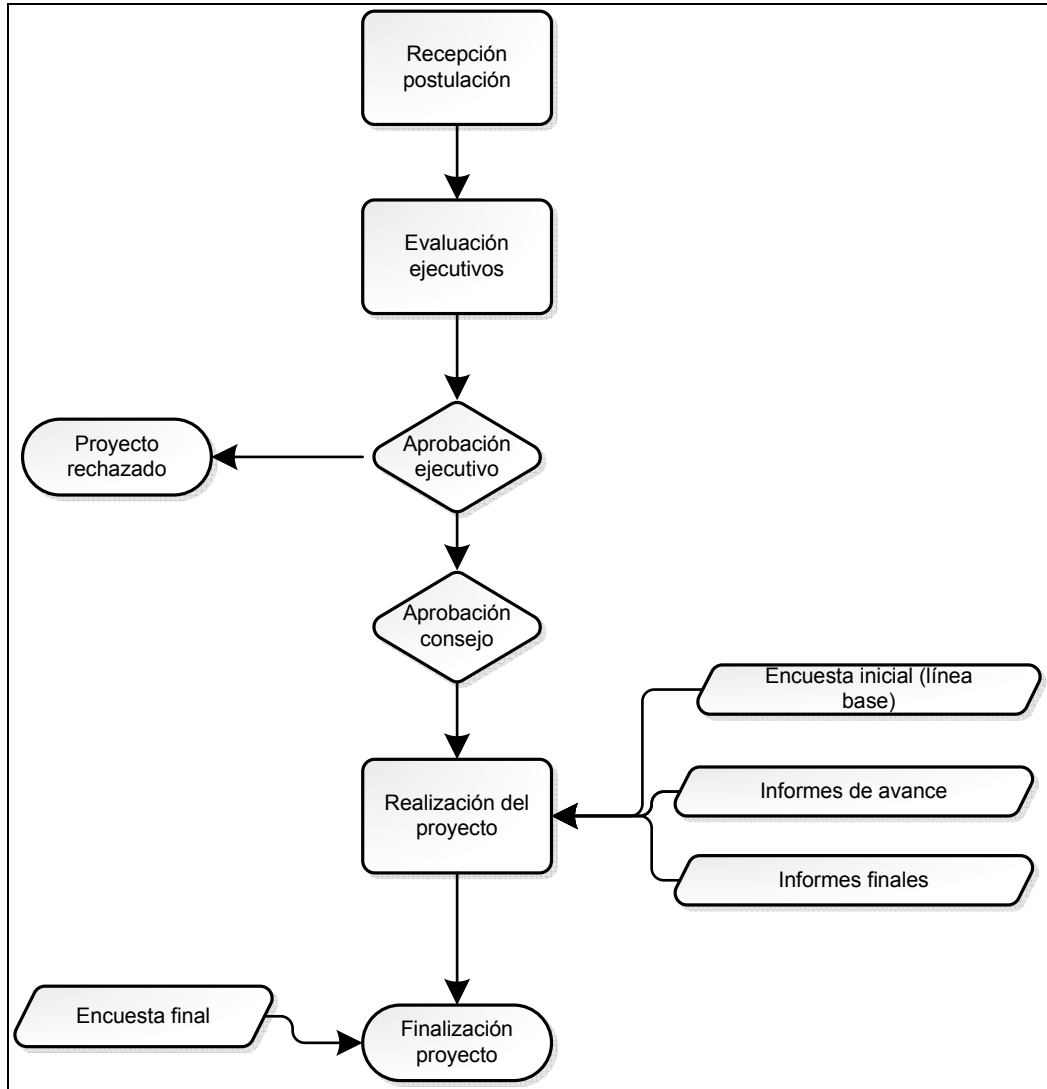 Recepción
postulación
Evaluación
ejecutivos
Aprobación
ejecutivo
Proyecto
rechazado
Aprobación
consejo
Encuesta inicial (línea
base)
Realización del
proyecto
Informes de avance
Informes finales
Encuesta final
Finalización
proyecto